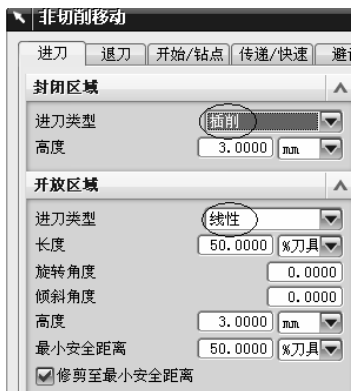 非切削移动
进刀 退刀 开始/钻点 传递/快速 避
封闭区域
进刀类型 插削
高度 3.0000 mm
开放区域
进刀类型 线性
长度 50.0000 %刀具
旋转角度 0.0000
倾斜角度 0.0000
高度 3.0000 mm
最小安全距离 50.0000 %刀具
修剪至最小安全距离